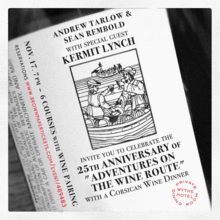 ANDREW TARLOW &
SEAN REMBOLD
WITH SPECIAL GUEST
KERMIT LYNCH
INVITE YOU TO CELEBRATE THE
25TH ANNIVERSARY OF
"ADVENTURES ON
THE WINE ROUTE"
WITH A CORSICAN WINE DINNER
NOV. 17, 7PM - 6 COURSES WITH WINE PAIRING